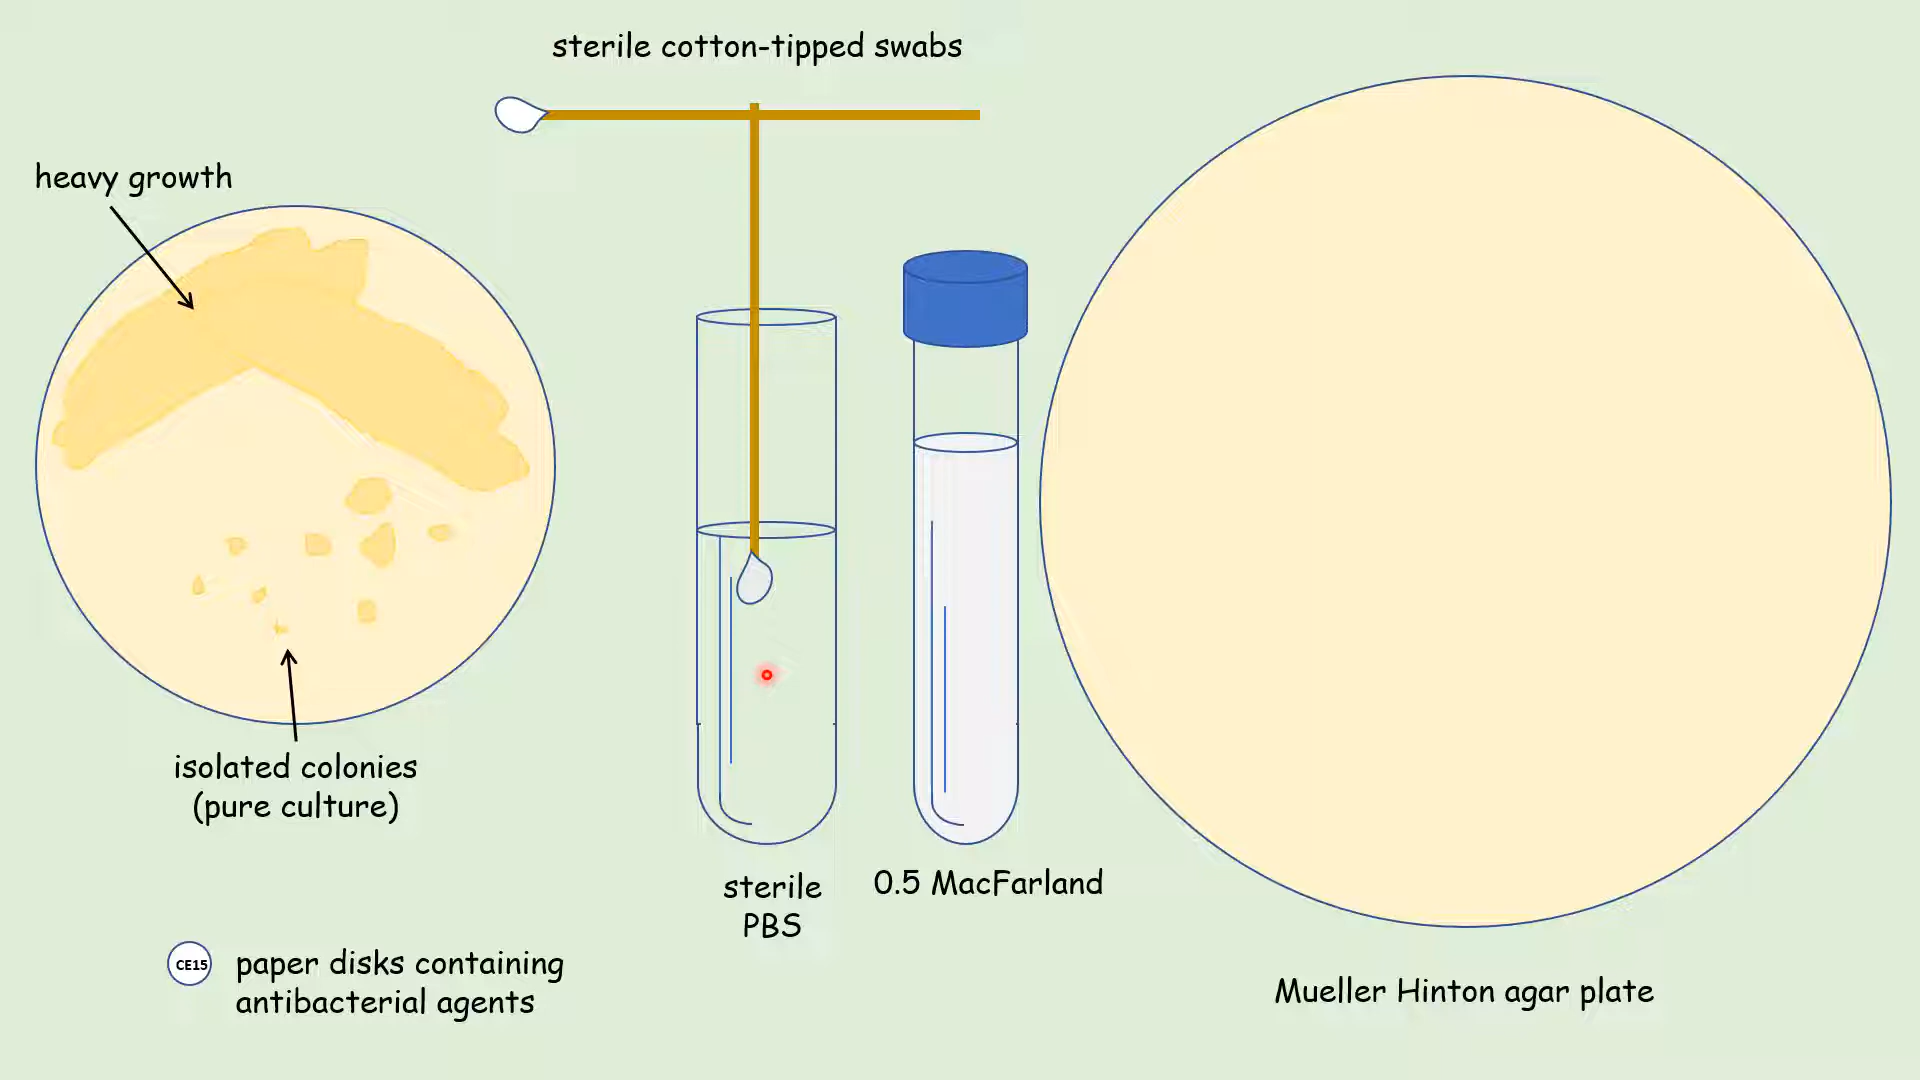 sterile cotton-tipped swabs
heavy growth
isolated colonies
(pure culture)
sterile
PBS
0.5 MacFarland
CE15
paper disks containing
antibacterial agents
Mueller Hinton agar plate